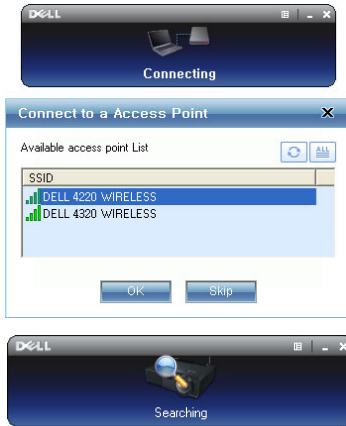 DELL
Connecting
Connect to a Access Point
Available access point List
ALL
SSID
DELL 4220 WIRELESS
DELL 4320 WIRELESS
OK
Skip
DELL
Searching